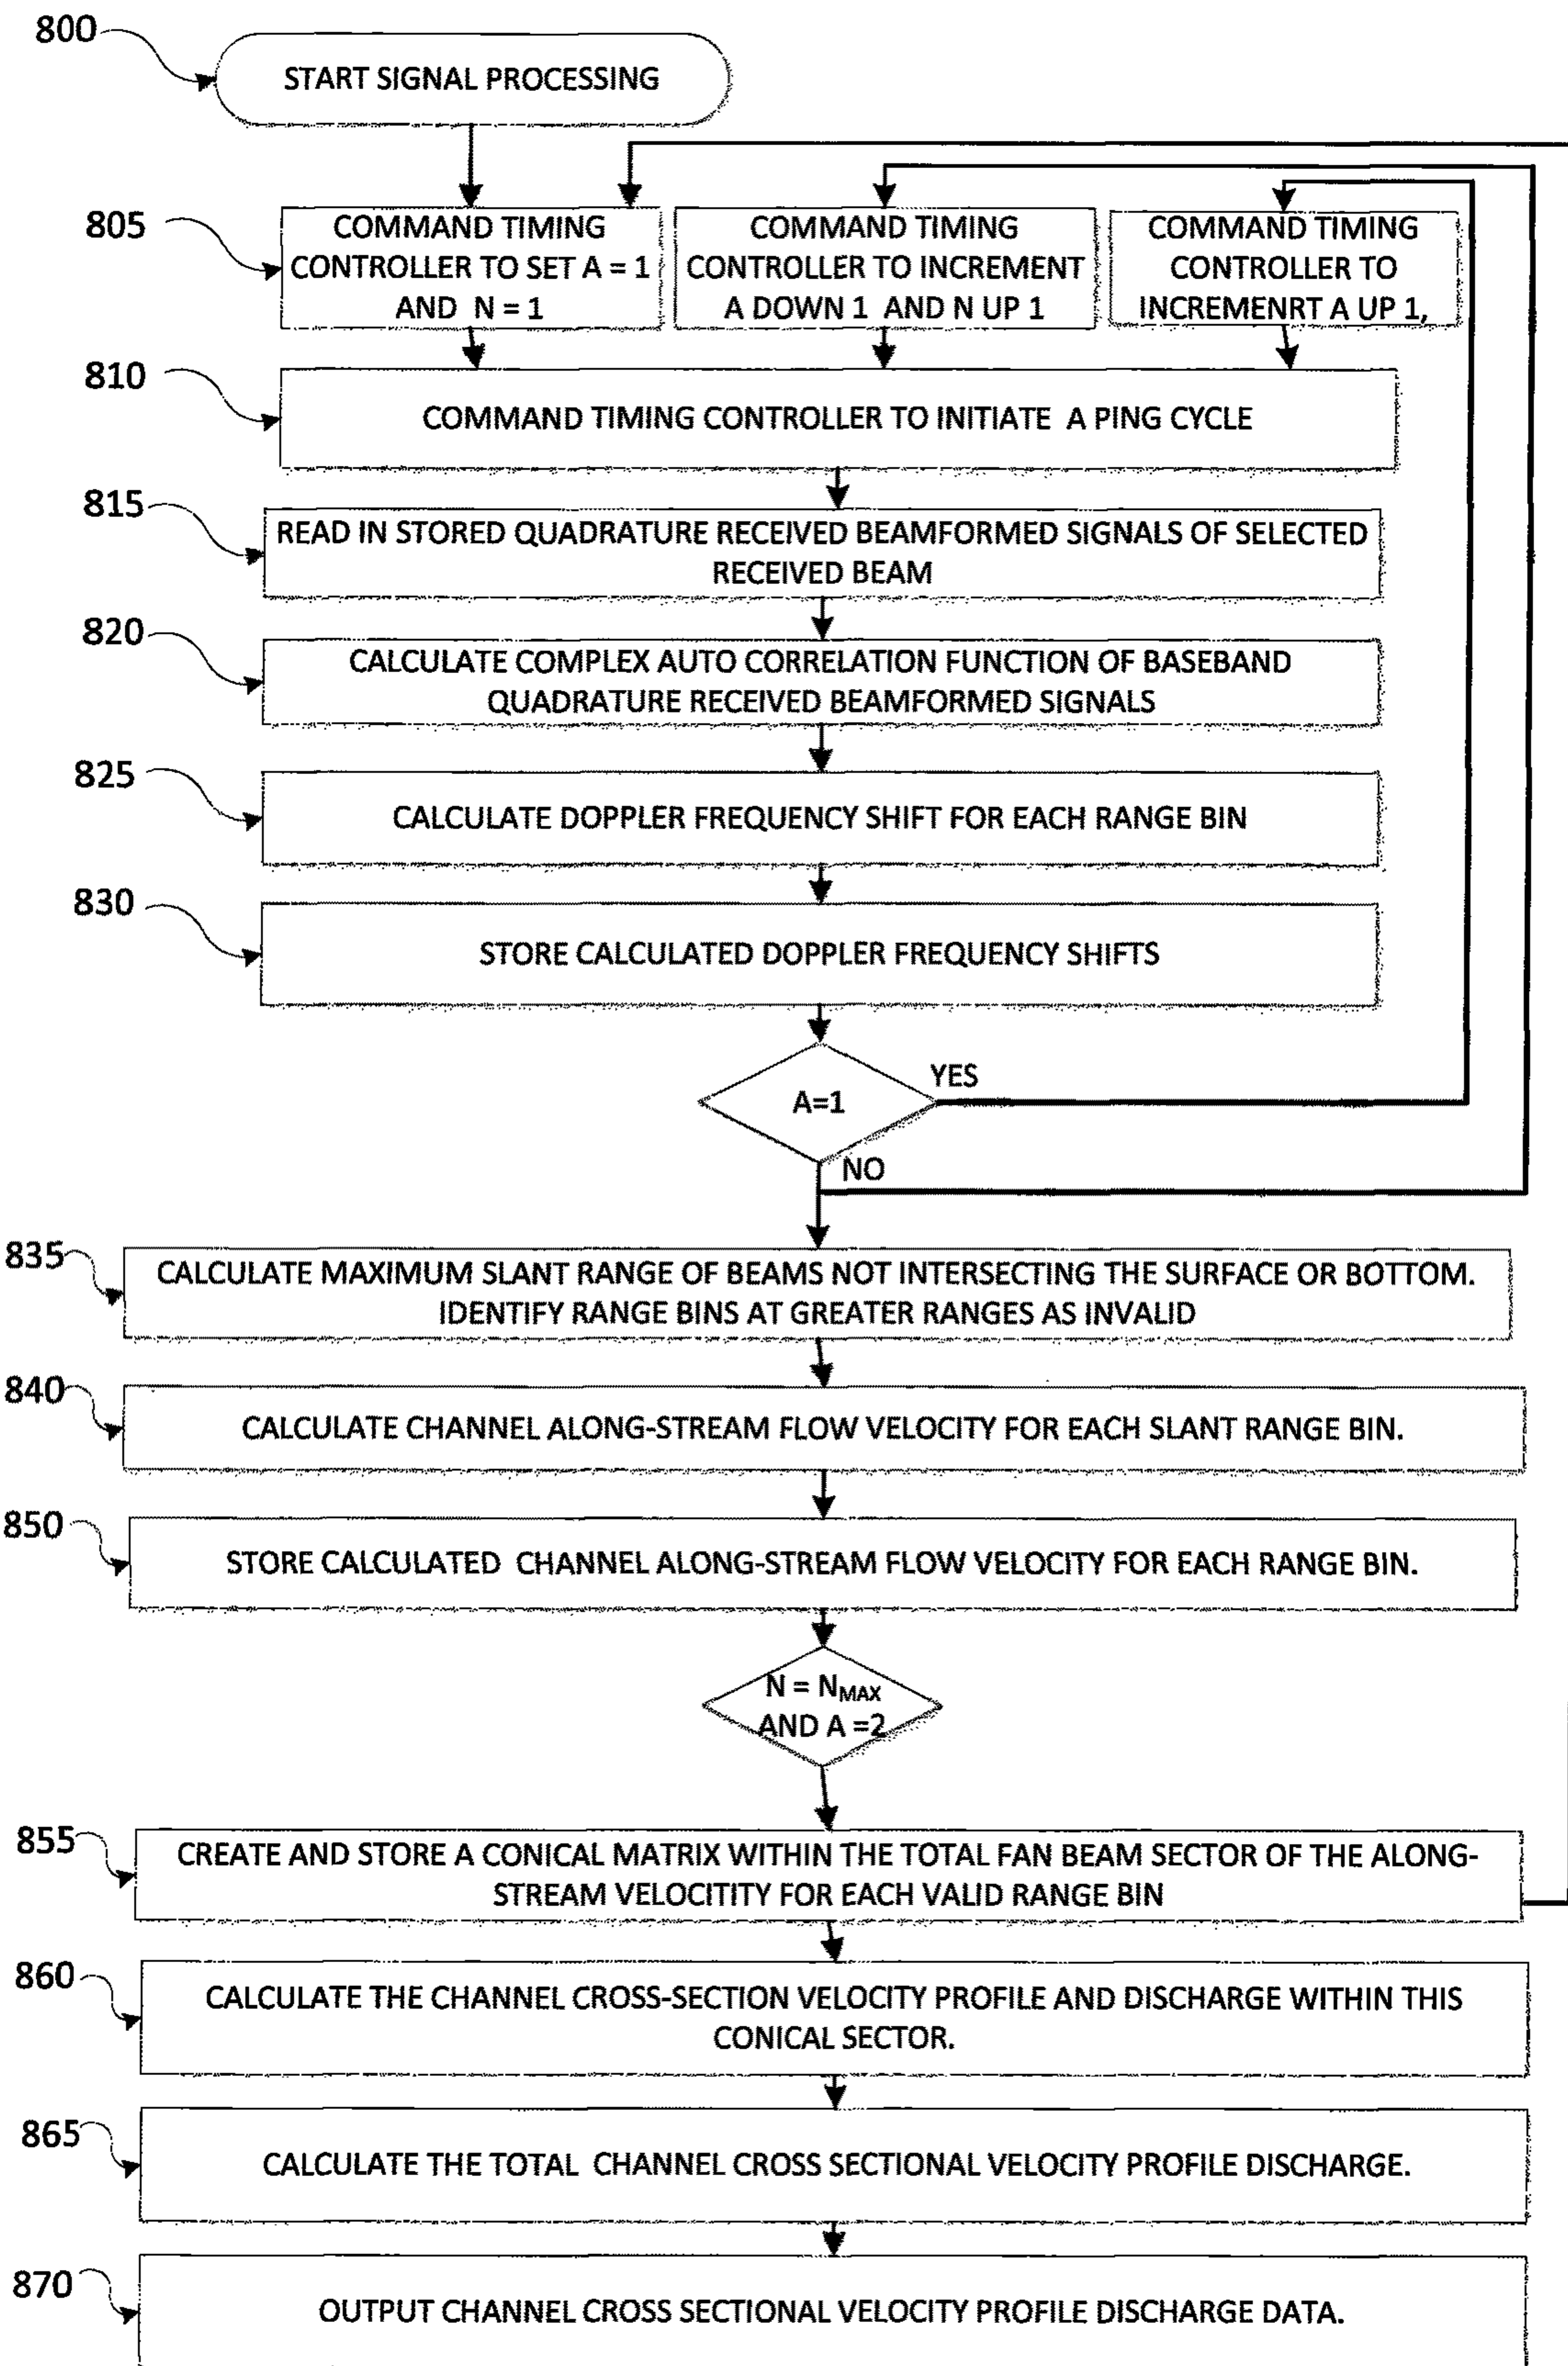 800
START SIGNAL PROCESSING
805
COMMAND TIMING
CONTROLLER TO SET A = 1
AND N = 1
COMMAND TIMING
CONTROLLER TO INCREMENT
A DOWN 1 AND N UP 1
COMMAND TIMING
CONTROLLER TO
INCREMENRT A UP 1,
810
COMMAND TIMING CONTROLLER TO INITIATE A PING CYCLE
815
READ IN STORED QUADRATURE RECEIVED BEAMFORMED SIGNALS OF SELECTED
RECEIVED BEAM
820
CALCULATE COMPLEX AUTO CORRELATION FUNCTION OF BASEBAND
QUADRATURE RECEIVED BEAMFORMED SIGNALS
825
CALCULATE DOPPLER FREQUENCY SHIFT FOR EACH RANGE BIN
830
STORE CALCULATED DOPPLER FREQUENCY SHIFTS
A=1
YES
NO
835
CALCULATE MAXIMUM SLANT RANGE OF BEAMS NOT INTERSECTING THE SURFACE OR BOTTOM.
IDENTIFY RANGE BINS AT GREATER RANGES AS INVALID
840
CALCULATE CHANNEL ALONG-STREAM FLOW VELOCITY FOR EACH SLANT RANGE BIN.
850
STORE CALCULATED CHANNEL ALONG-STREAM FLOW VELOCITY FOR EACH RANGE BIN.
N = NMAX
AND A =2
855
CREATE AND STORE A CONICAL MATRIX WITHIN THE TOTAL FAN BEAM SECTOR OF THE ALONG-
STREAM VELOCITITY FOR EACH VALID RANGE BIN
860
CALCULATE THE CHANNEL CROSS-SECTION VELOCITY PROFILE AND DISCHARGE WITHIN THIS
CONICAL SECTOR.
865
CALCULATE THE TOTAL CHANNEL CROSS SECTIONAL VELOCITY PROFILE DISCHARGE.
870
OUTPUT CHANNEL CROSS SECTIONAL VELOCITY PROFILE DISCHARGE DATA.